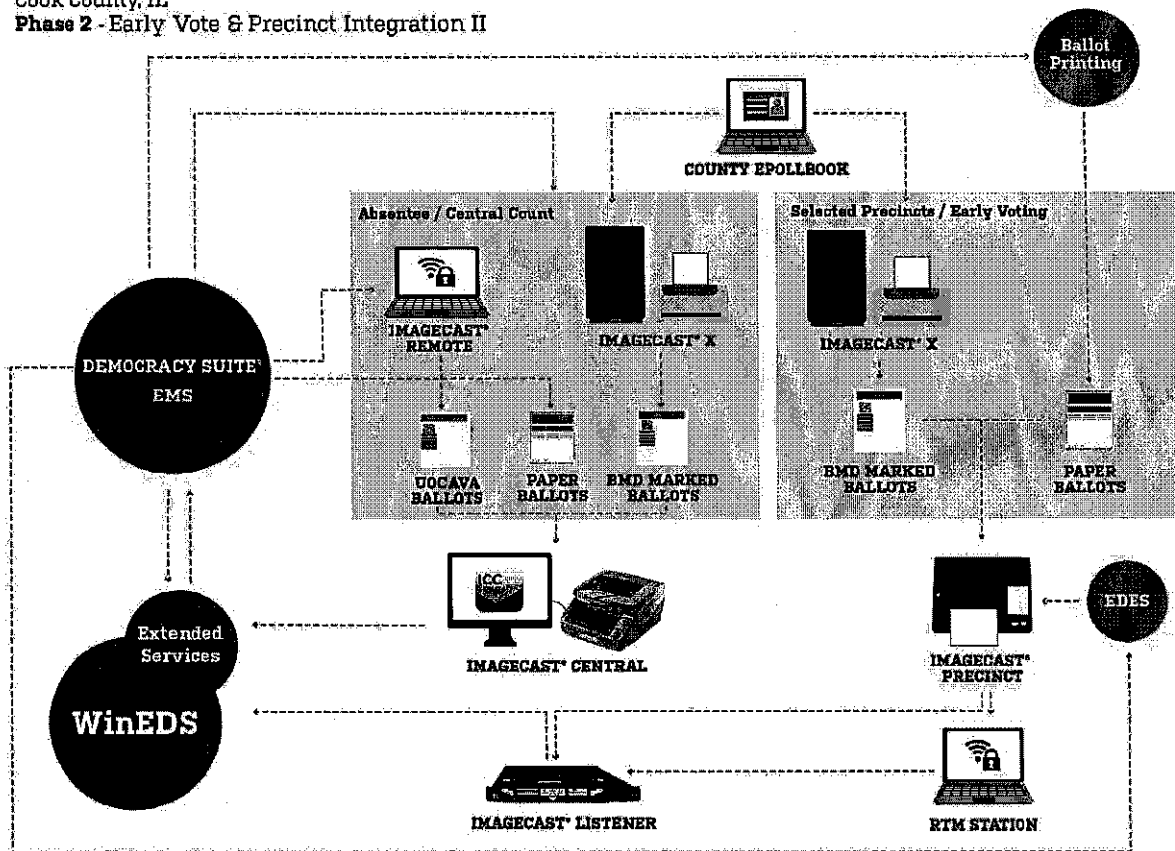 Cook County, IL
Phase 2 - Early Vote & Precinct Integration II
Ballot
Printing
COUNTY EPOLLBOOK
Absentee / Central Count
Selected Precincts / Early Voting
IMAGECAST®
REMOTE
IMAGECAST® X
IMAGECAST® X
DEMOCRACY SUITE®
EMS
UOCAVA
BALLOTS
PAPER
BALLOTS
BMD MARKED
BALLOTS
BMD MARKED
BALLOTS
PAPER
BALLOTS
ICC
EDES
Extended
Services
IMAGECAST® CENTRAL
IMAGECAST®
PRECINCT
WinEDS
IMAGECAST® LISTENER
RTM STATION